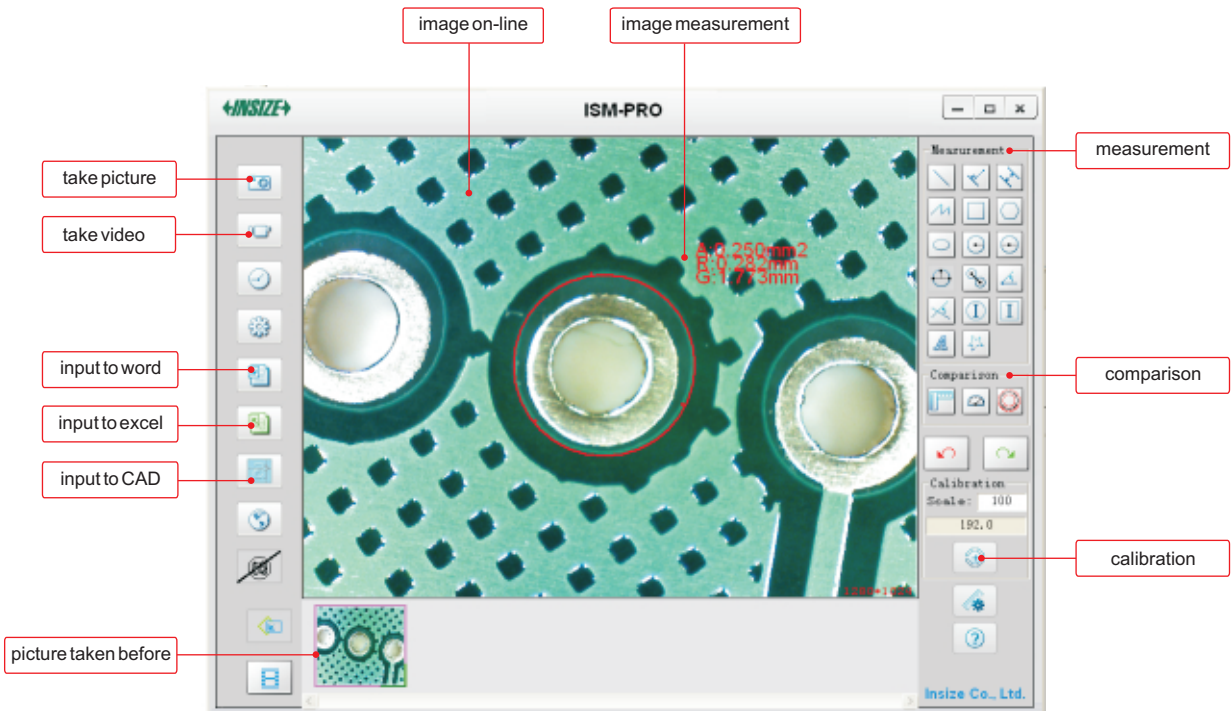 image on-line
image measurement
INSIZE
ISM-PRO
take picture
take video
input to word
input to excel
input to CAD
picture taken before
A:0.250mm2
R:0.282mm
G:1.773mm
Measurement
measurement
Comparison
comparison
Calibration
Scale: 100
192.0
calibration
Insize Co., Ltd.